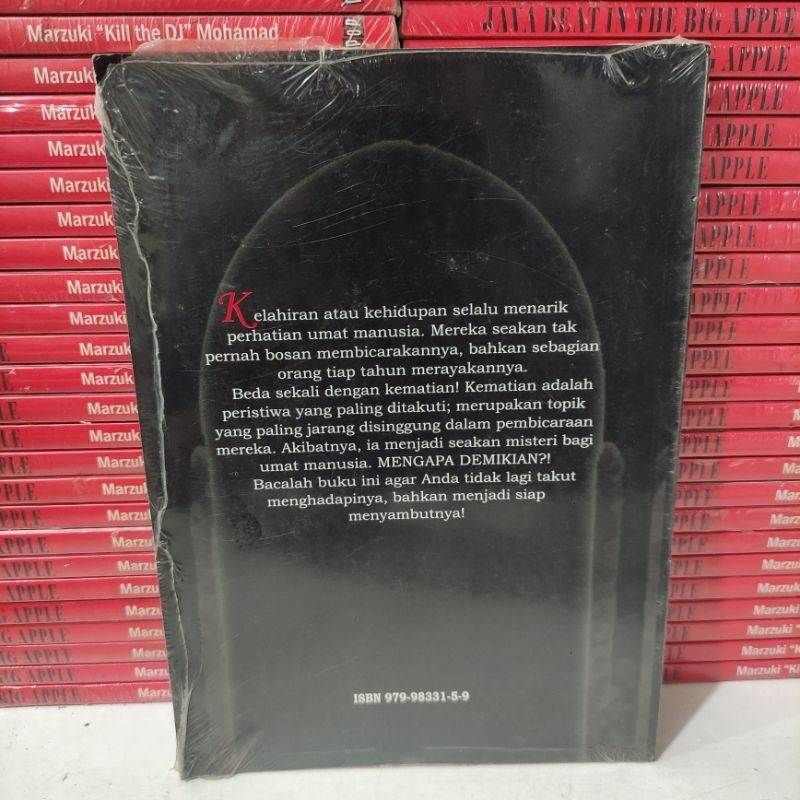 Marzuki "Kill the DJ" Mohamad
JAVA BEAT IN THE BIG APPLE
Kelahiran atau kehidupan selalu menarik
perhatian umat manusia. Mereka seakan tak
pernah bosan membicarakannya, bahkan sebagian
orang tiap tahun merayakannya.
Beda sekali dengan kematian! Kematian adalah
peristiwa yang paling ditakuti; merupakan topik
yang paling jarang disinggung dalam pembicaraan
mereka. Akibatnya, ia menjadi seakan misteri bagi
umat manusia. MENGAPA DEMIKIAN?!
Bacalah buku ini agar Anda tidak lagi takut
menghadapinya, bahkan menjadi siap
menyambutnya!
ISBN 979-98331-5-9